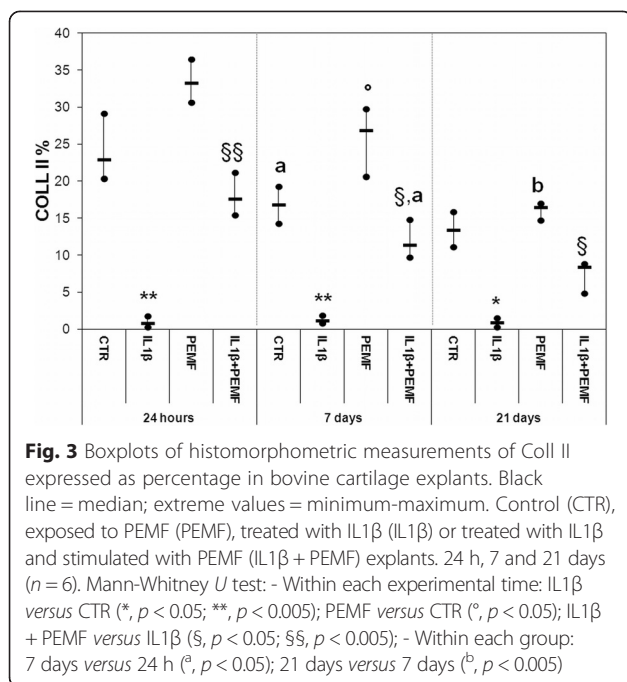 40
35
30
25
20
15
10
5
0
COLL II %
**
§§
a
**
°
§,a
*
b
§
CTR
IL1β
PEMF
IL1β+PEMF
CTR
IL1β
PEMF
IL1β+PEMF
CTR
IL1β
PEMF
IL1β+PEMF
24 hours 7 days 21 days
Fig. 3 Boxplots of histomorphometric measurements of Coll II
expressed as percentage in bovine cartilage explants. Black
line = median; extreme values = minimum-maximum. Control (CTR),
exposed to PEMF (PEMF), treated with IL1β (IL1β) or treated with IL1β
and stimulated with PEMF (IL1β + PEMF) explants. 24 h, 7 and 21 days
(n = 6). Mann-Whitney U test: - Within each experimental time: IL1β
versus CTR (*, p < 0.05; **, p < 0.005); PEMF versus CTR (°, p < 0.05); IL1β
+ PEMF versus IL1β (§, p < 0.05; §§, p < 0.005); - Within each group:
7 days versus 24 h (ᵃ, p < 0.05); 21 days versus 7 days (ᵇ, p < 0.005)